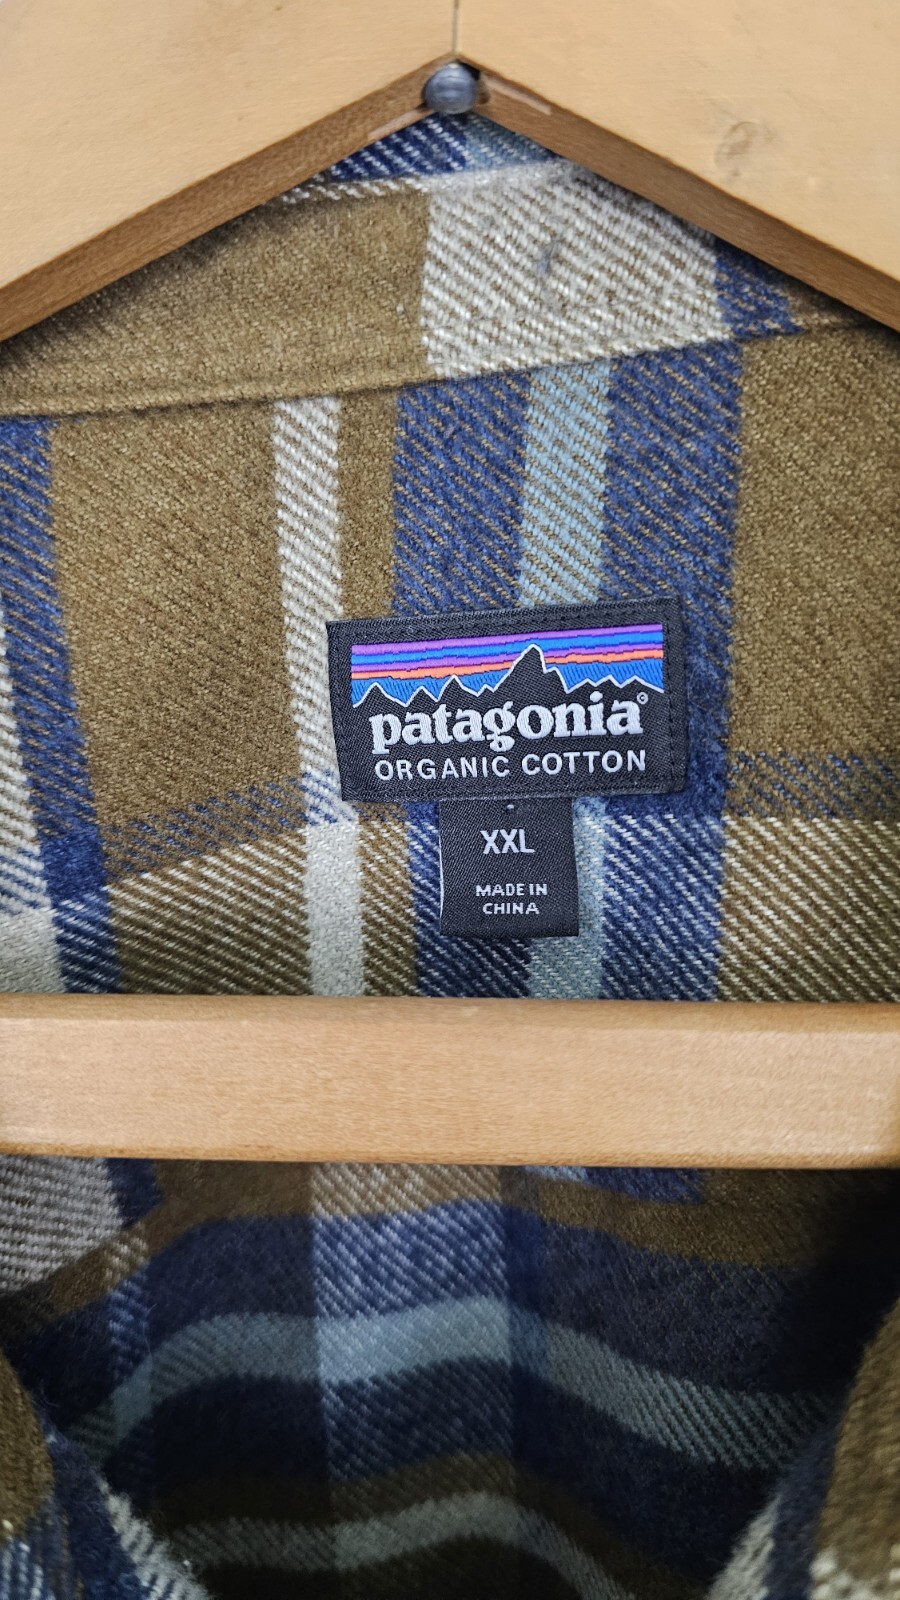 patagonia®
ORGANIC COTTON
XXL
MADE IN
CHINA